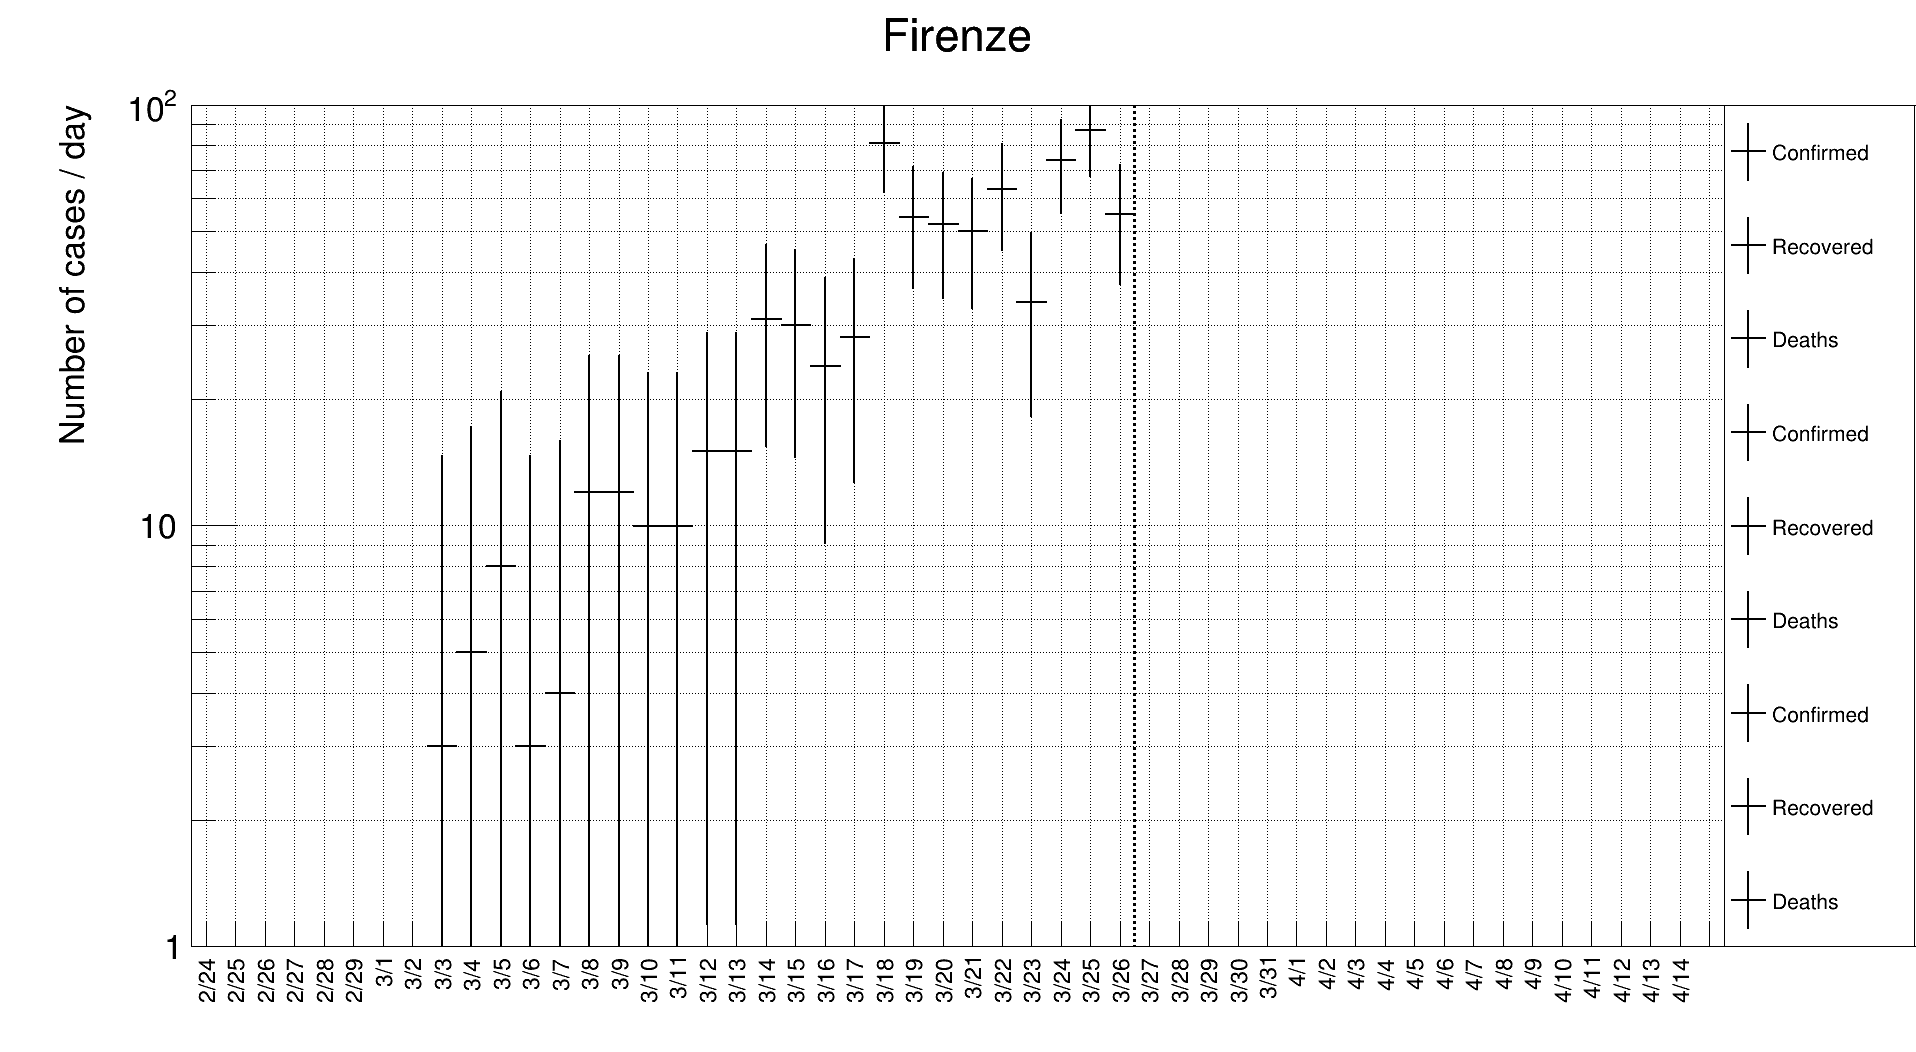 Firenze
Number of cases / day
10²
10
1
2/24 2/25 2/26 2/27 2/28 2/29 3/1 3/2 3/3 3/4 3/5 3/6 3/7 3/8 3/9 3/10 3/11 3/12 3/13 3/14 3/15 3/16 3/17 3/18 3/19 3/20 3/21 3/22 3/23 3/24 3/25 3/26 3/27 3/28 3/29 3/30 3/31 4/1 4/2 4/3 4/4 4/5 4/6 4/7 4/8 4/9 4/10 4/11 4/12 4/13 4/14
Confirmed
Recovered
Deaths
Confirmed
Recovered
Deaths
Confirmed
Recovered
Deaths